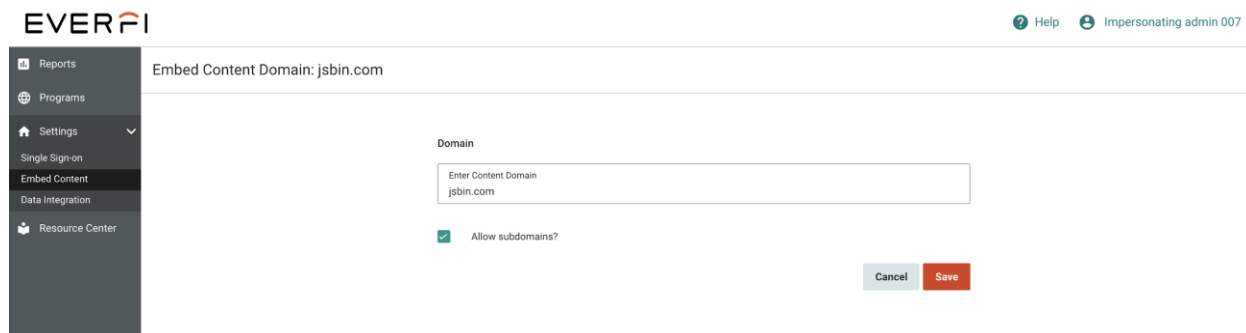 EVERFI
Help
Impersonating admin 007
Reports
Programs
Settings
Single Sign-on
Embed Content
Data Integration
Resource Center
Embed Content Domain: jsbin.com
Domain
Enter Content Domain
jsbin.com
Allow subdomains?
Cancel
Save